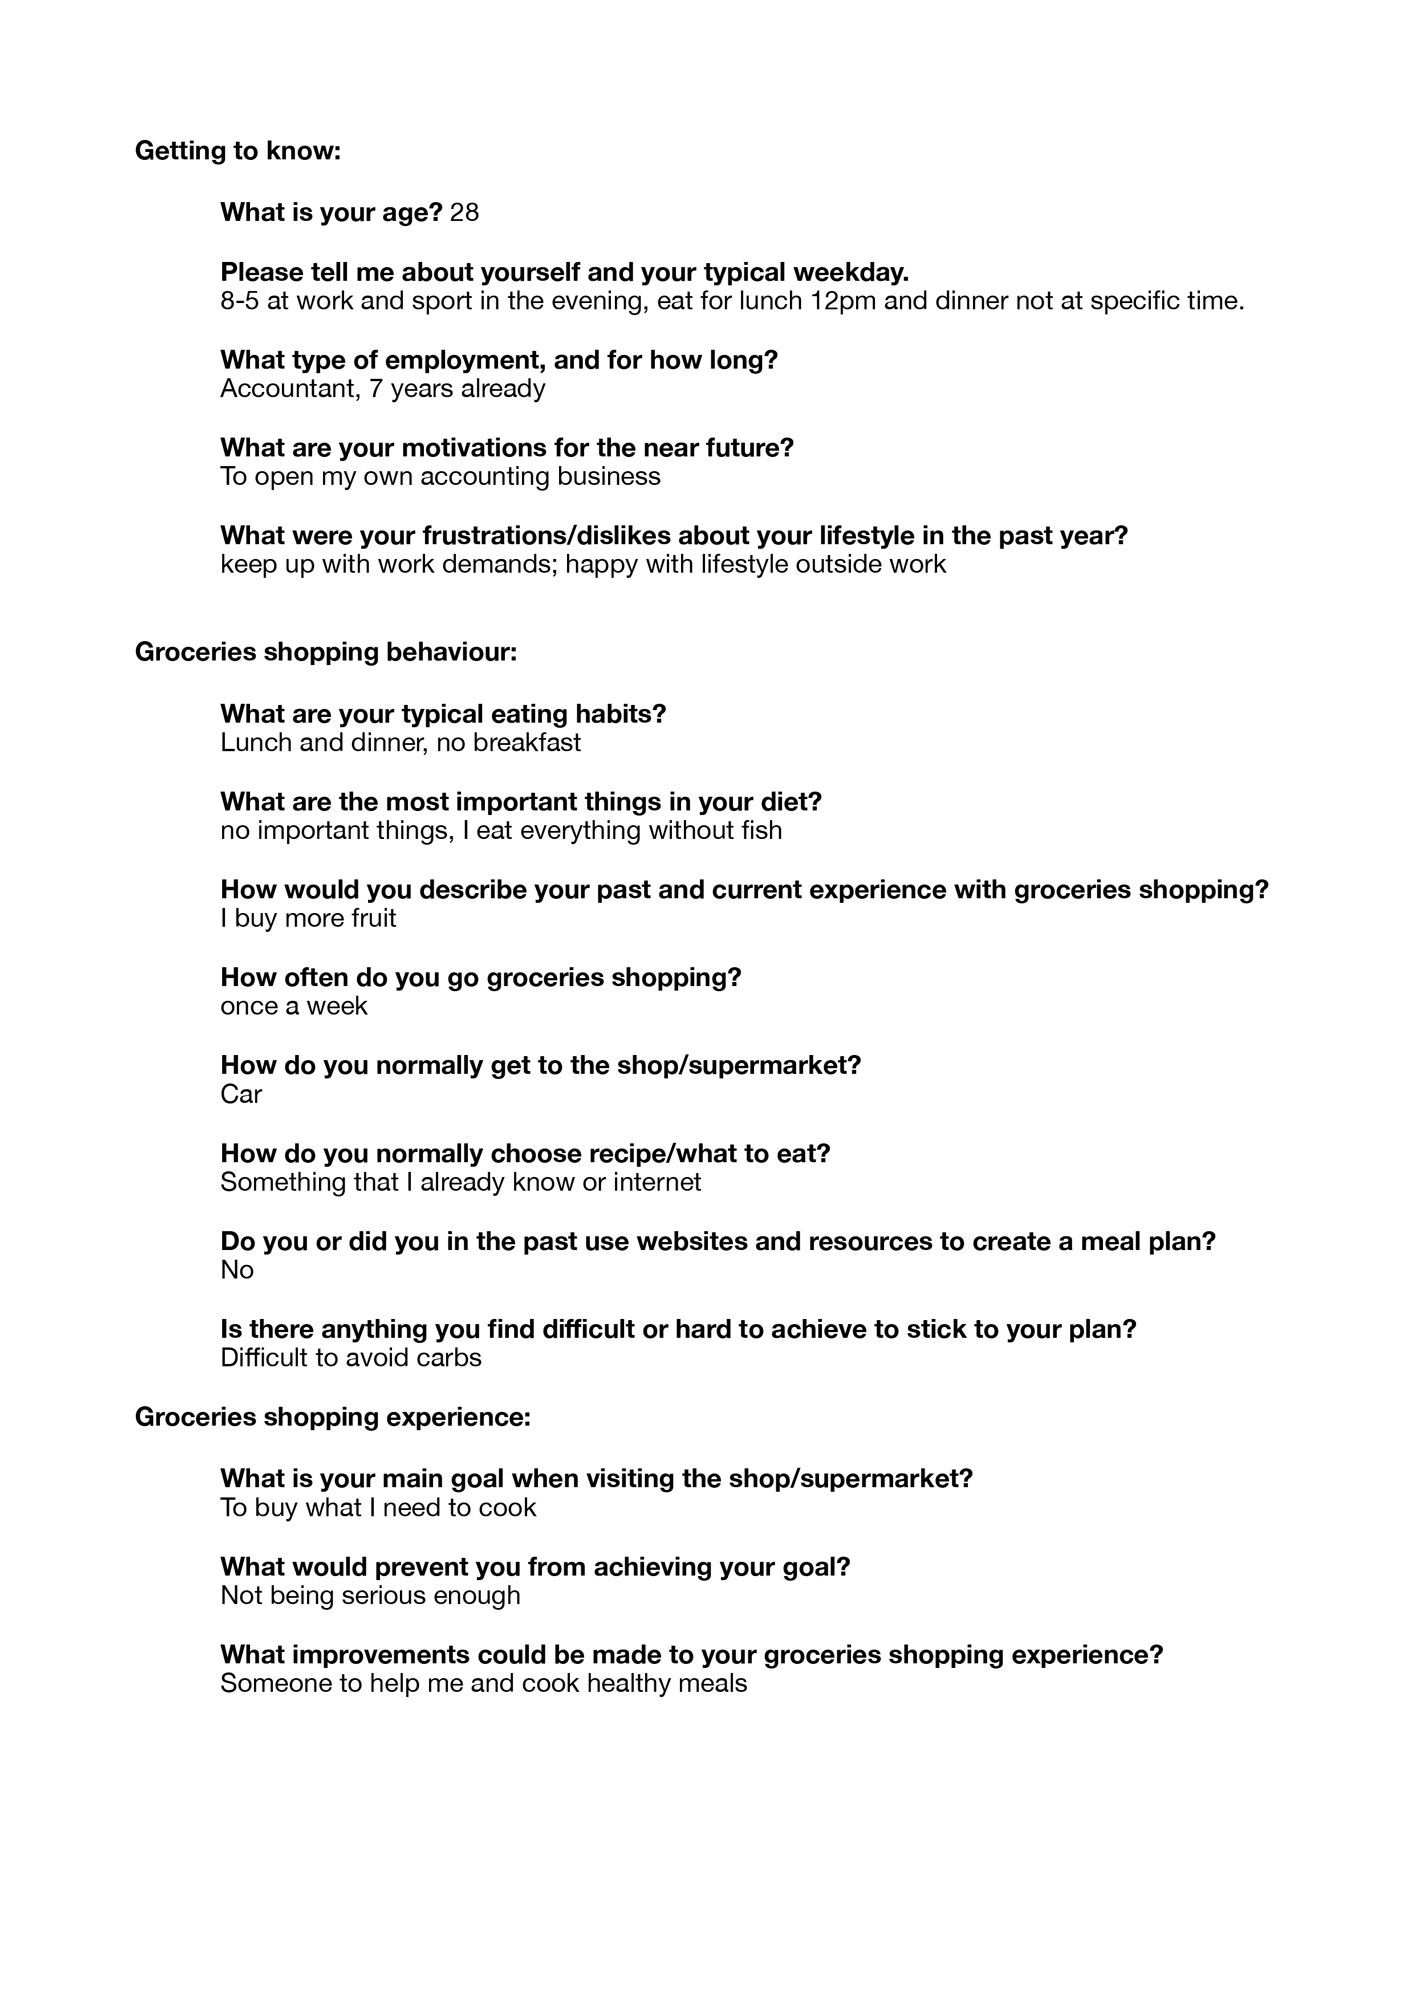 Getting to know:
What is your age? 28
Please tell me about yourself and your typical weekday.
8-5 at work and sport in the evening, eat for lunch 12pm and dinner not at specific time.
What type of employment, and for how long?
Accountant, 7 years already
What are your motivations for the near future?
To open my own accounting business
What were your frustrations/dislikes about your lifestyle in the past year?
keep up with work demands; happy with lifestyle outside work
Groceries shopping behaviour:
What are your typical eating habits?
Lunch and dinner, no breakfast
What are the most important things in your diet?
no important things, I eat everything without fish
How would you describe your past and current experience with groceries shopping?
I buy more fruit
How often do you go groceries shopping?
once a week
How do you normally get to the shop/supermarket?
Car
How do you normally choose recipe/what to eat?
Something that I already know or internet
Do you or did you in the past use websites and resources to create a meal plan?
No
Is there anything you find difficult or hard to achieve to stick to your plan?
Difficult to avoid carbs
Groceries shopping experience:
What is your main goal when visiting the shop/supermarket?
To buy what I need to cook
What would prevent you from achieving your goal?
Not being serious enough
What improvements could be made to your groceries shopping experience?
Someone to help me and cook healthy meals